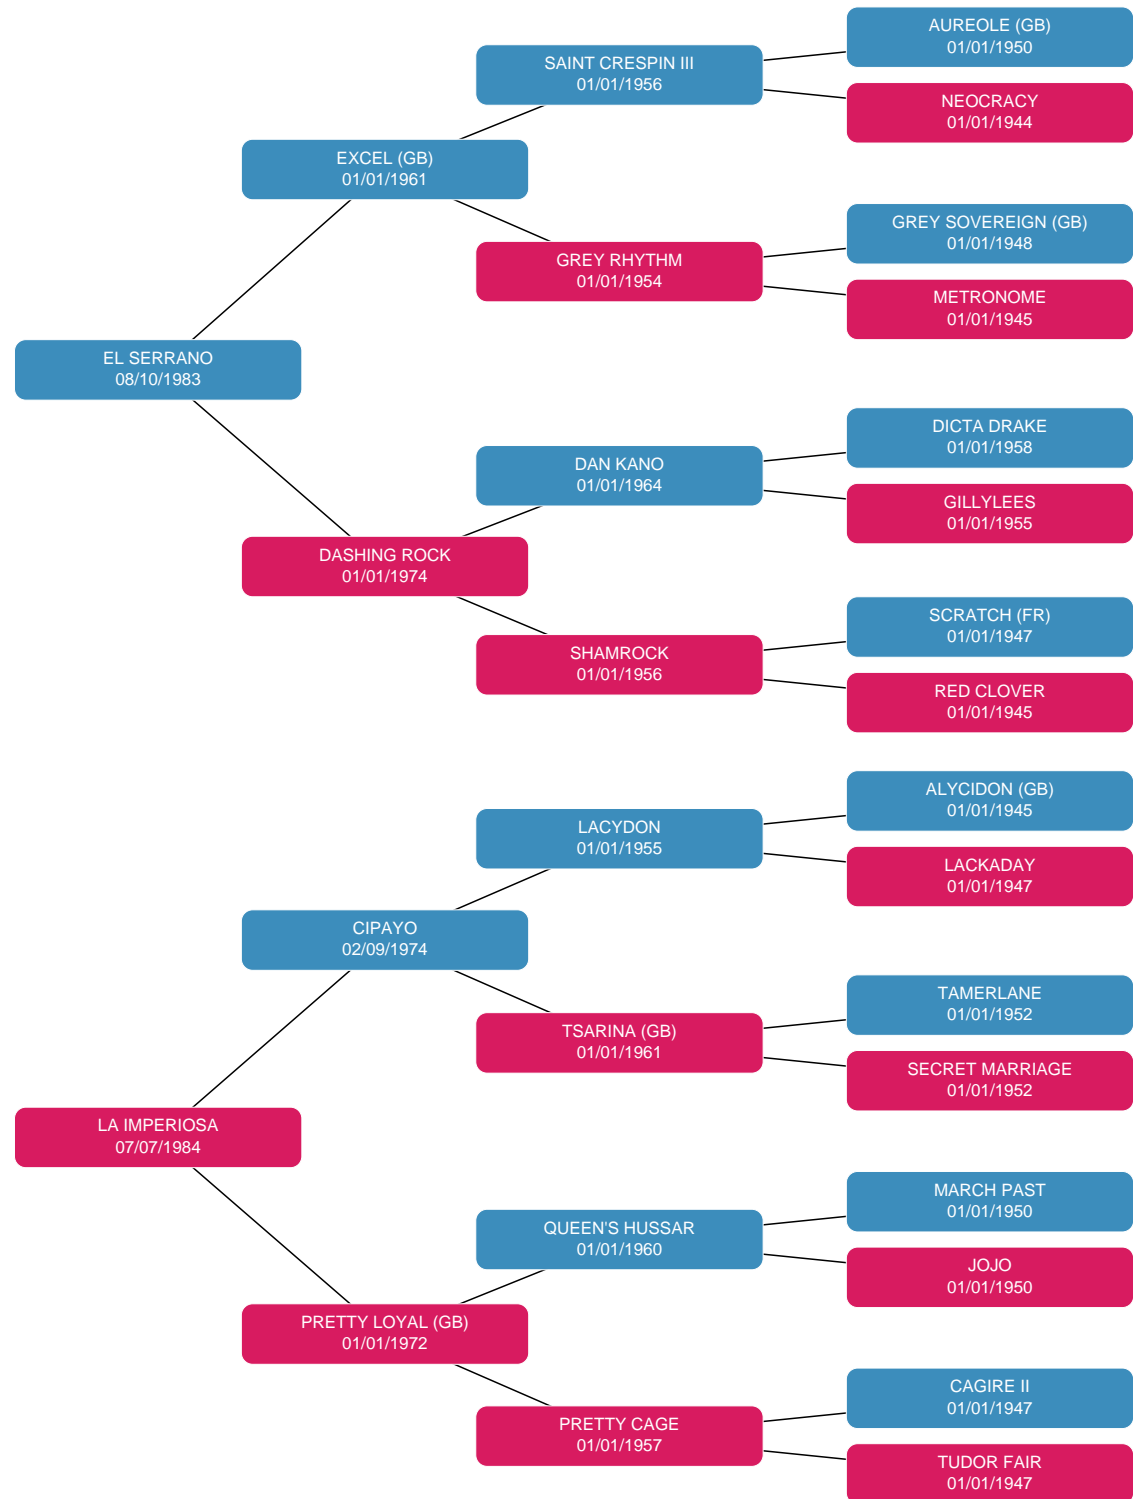 AUREOLE (GB)
01/01/1950
SAINT CRESPIN III
01/01/1956
NEOCRACY
01/01/1944
EXCEL (GB)
01/01/1961
GREY SOVEREIGN (GB)
01/01/1948
GREY RHYTHM
01/01/1954
METRONOME
01/01/1945
EL SERRANO
08/10/1983
DICTA DRAKE
01/01/1958
DAN KANO
01/01/1964
GILLYLEES
01/01/1955
DASHING ROCK
01/01/1974
SCRATCH (FR)
01/01/1947
SHAMROCK
01/01/1956
RED CLOVER
01/01/1945
ALYCIDON (GB)
01/01/1945
LACYDON
01/01/1955
LACKADAY
01/01/1947
CIPAYO
02/09/1974
TAMERLANE
01/01/1952
TSARINA (GB)
01/01/1961
SECRET MARRIAGE
01/01/1952
LA IMPERIOSA
07/07/1984
MARCH PAST
01/01/1950
QUEEN'S HUSSAR
01/01/1960
JOJO
01/01/1950
PRETTY LOYAL (GB)
01/01/1972
CAGIRE II
01/01/1947
PRETTY CAGE
01/01/1957
TUDOR FAIR
01/01/1947